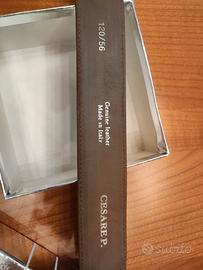 120/56
Genuine leather
Made in Italy
CESARE P.
subito